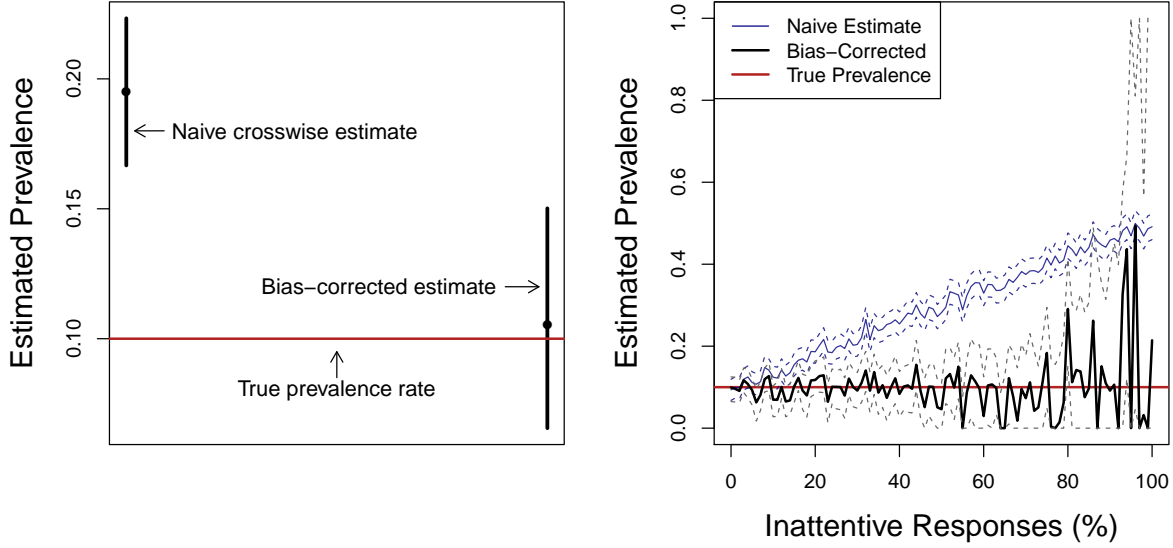 Estimated Prevalence
0.20
0.15
0.10
Naive crosswise estimate
Bias−corrected estimate
True prevalence rate
Estimated Prevalence
1.0
0.8
0.6
0.4
0.2
0.0
Naive Estimate
Bias−Corrected
True Prevalence
0 20 40 60 80 100
Inattentive Responses (%)